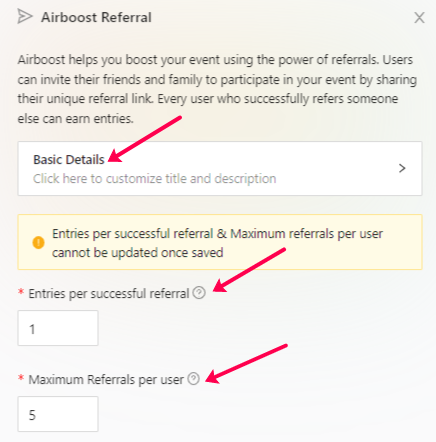 Airboost Referral
Airboost helps you boost your event using the power of referrals. Users
can invite their friends and family to participate in your event by sharing
their unique referral link. Every user who successfully refers someone
else can earn entries.
Basic Details
Click here to customize title and description
Entries per successful referral & Maximum referrals per user
cannot be updated once saved
* Entries per successful referral
1
* Maximum Referrals per user
5